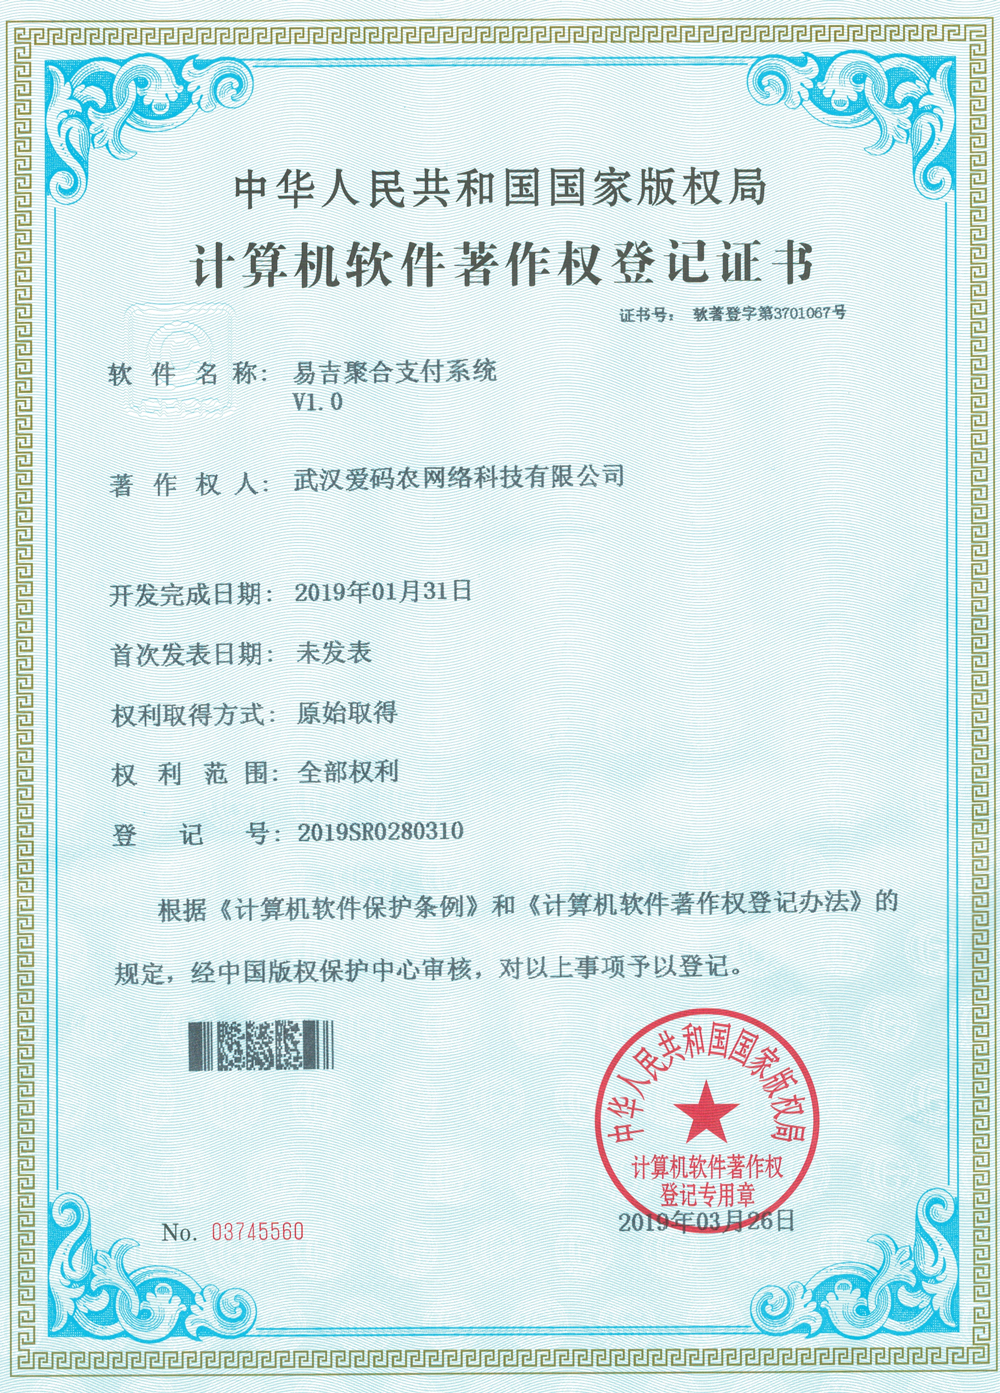 中华人民共和国国家版权局
计算机软件著作权登记证书
证书号： 软著登字第3701067号
软件名称： 易吉聚合支付系统
V1.0
著作权人： 武汉爱码农网络科技有限公司
开发完成日期： 2019年01月31日
首次发表日期： 未发表
权利取得方式： 原始取得
权利范围： 全部权利
登记号： 2019SR0280310
根据《计算机软件保护条例》和《计算机软件著作权登记办法》的
规定，经中国版权保护中心审核，对以上事项予以登记。
中华人民共和国国家版权局
计算机软件著作权
登记专用章
2019年03月26日
No. 03745560